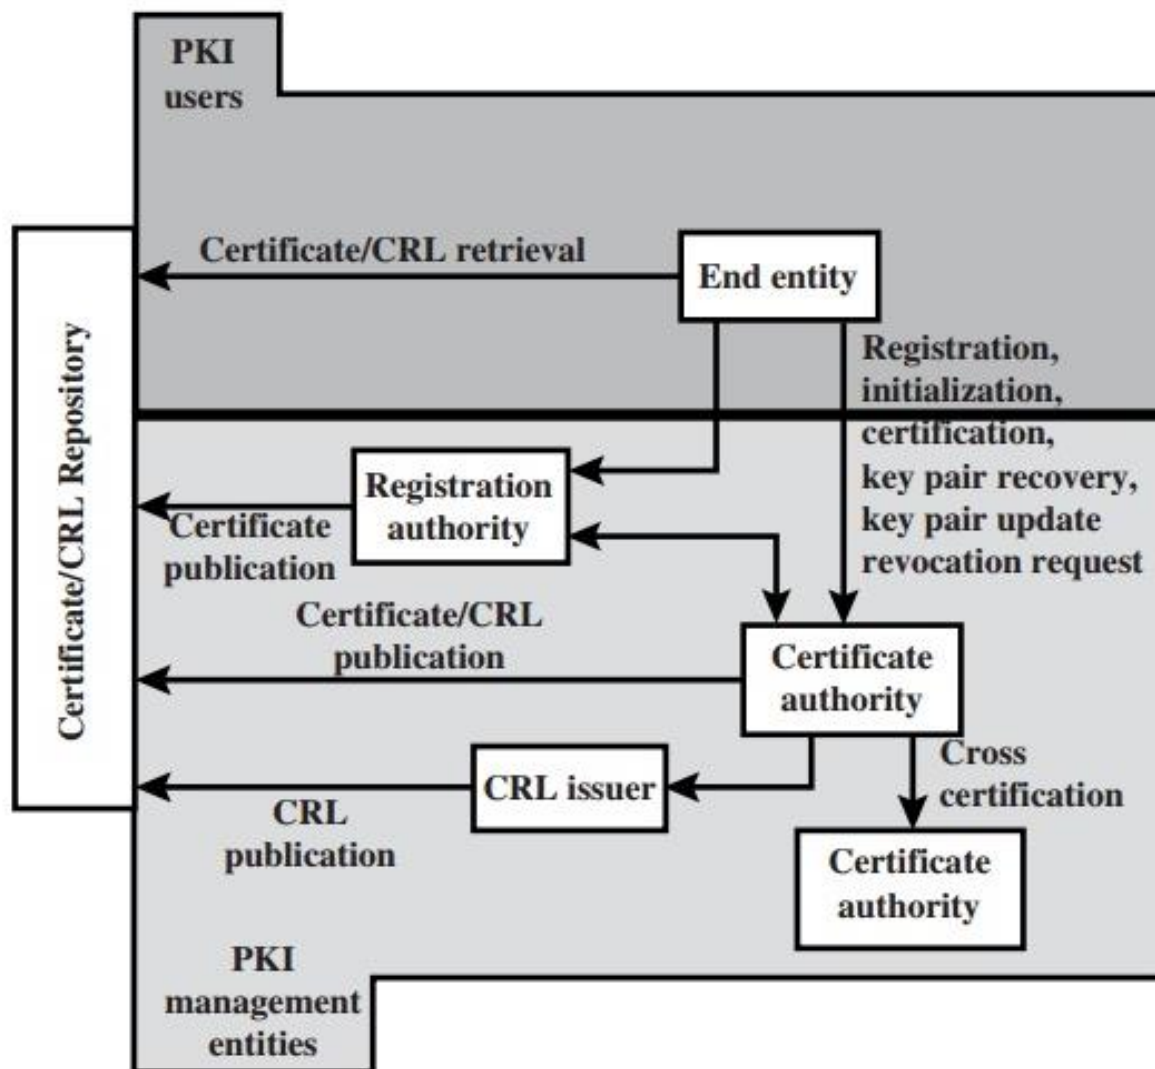 PKI
users
Certificate/CRL retrieval
End entity
Certificate/CRL Repository
Registration,
initialization,
certification,
key pair recovery,
key pair update
revocation request
Registration
authority
Certificate
publication
Certificate/CRL
publication
Certificate
authority
CRL issuer
Cross
certification
CRL
publication
Certificate
authority
PKI
management
entities